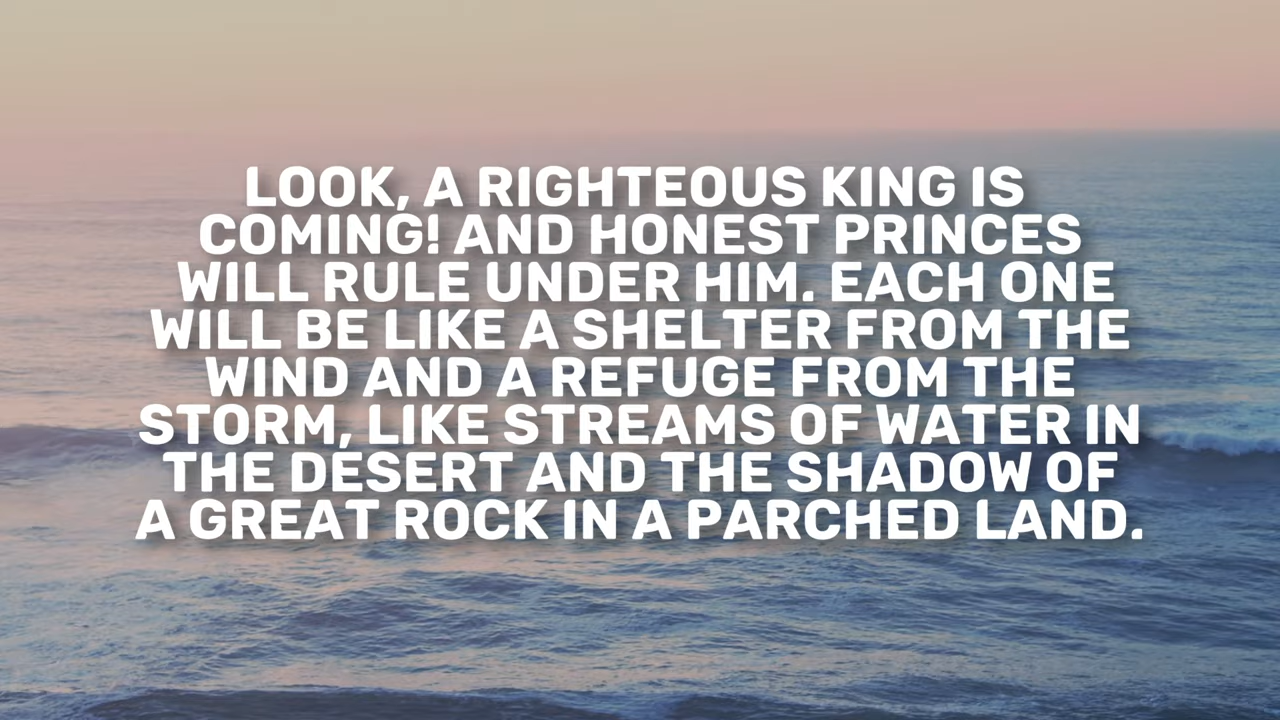 LOOK, A RIGHTEOUS KING IS
COMING! AND HONEST PRINCES
WILL RULE UNDER HIM. EACH ONE
WILL BE LIKE A SHELTER FROM THE
WIND AND A REFUGE FROM THE
STORM, LIKE STREAMS OF WATER IN
THE DESERT AND THE SHADOW OF
A GREAT ROCK IN A PARCHED LAND.